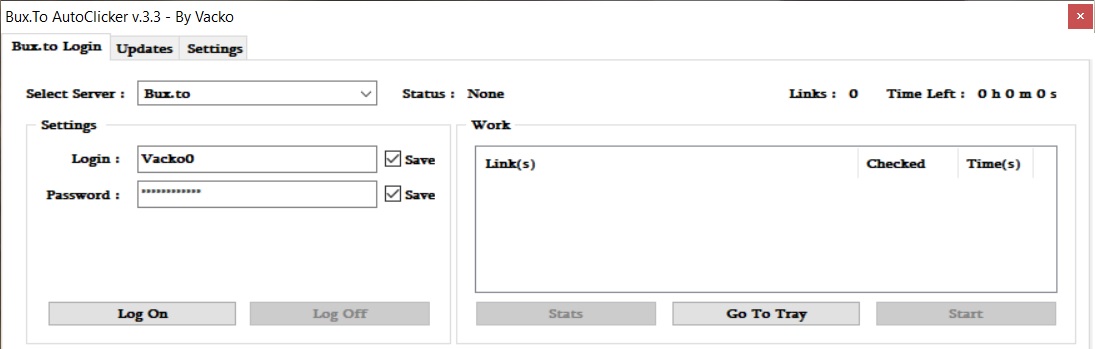 Bux.To AutoClicker v.3.3 - By Vacko
Bux.to Login Updates Settings
Select Server : Bux.to Status : None Links : 0 Time Left : 0 h 0 m 0 s
Settings Work
Login : Vacko0 Save Link(s) Checked Time(s)
Password : ************ Save
Log On Log Off Stats Go To Tray Start